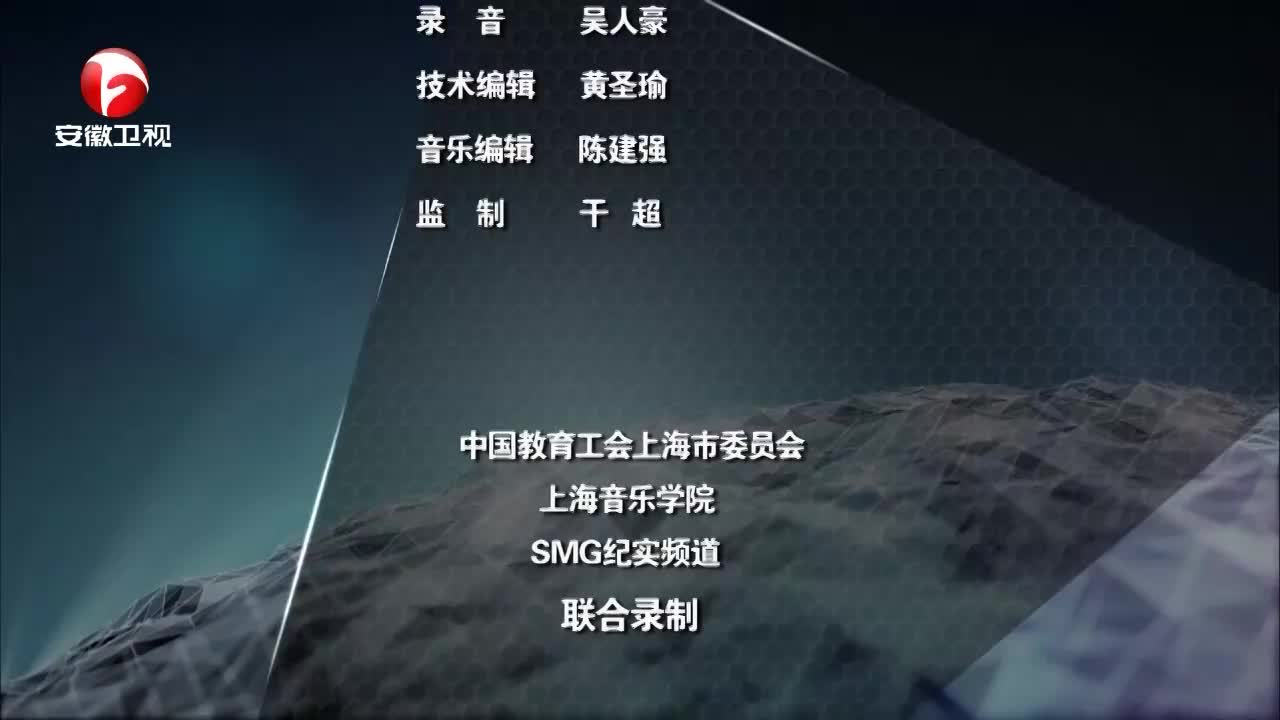 录 音 吴人豪
安徽卫视
技术编辑 黄圣瑜
音乐编辑 陈建强
监 制 干 超
中国教育工会上海市委员会
上海音乐学院
SMG纪实频道
联合录制